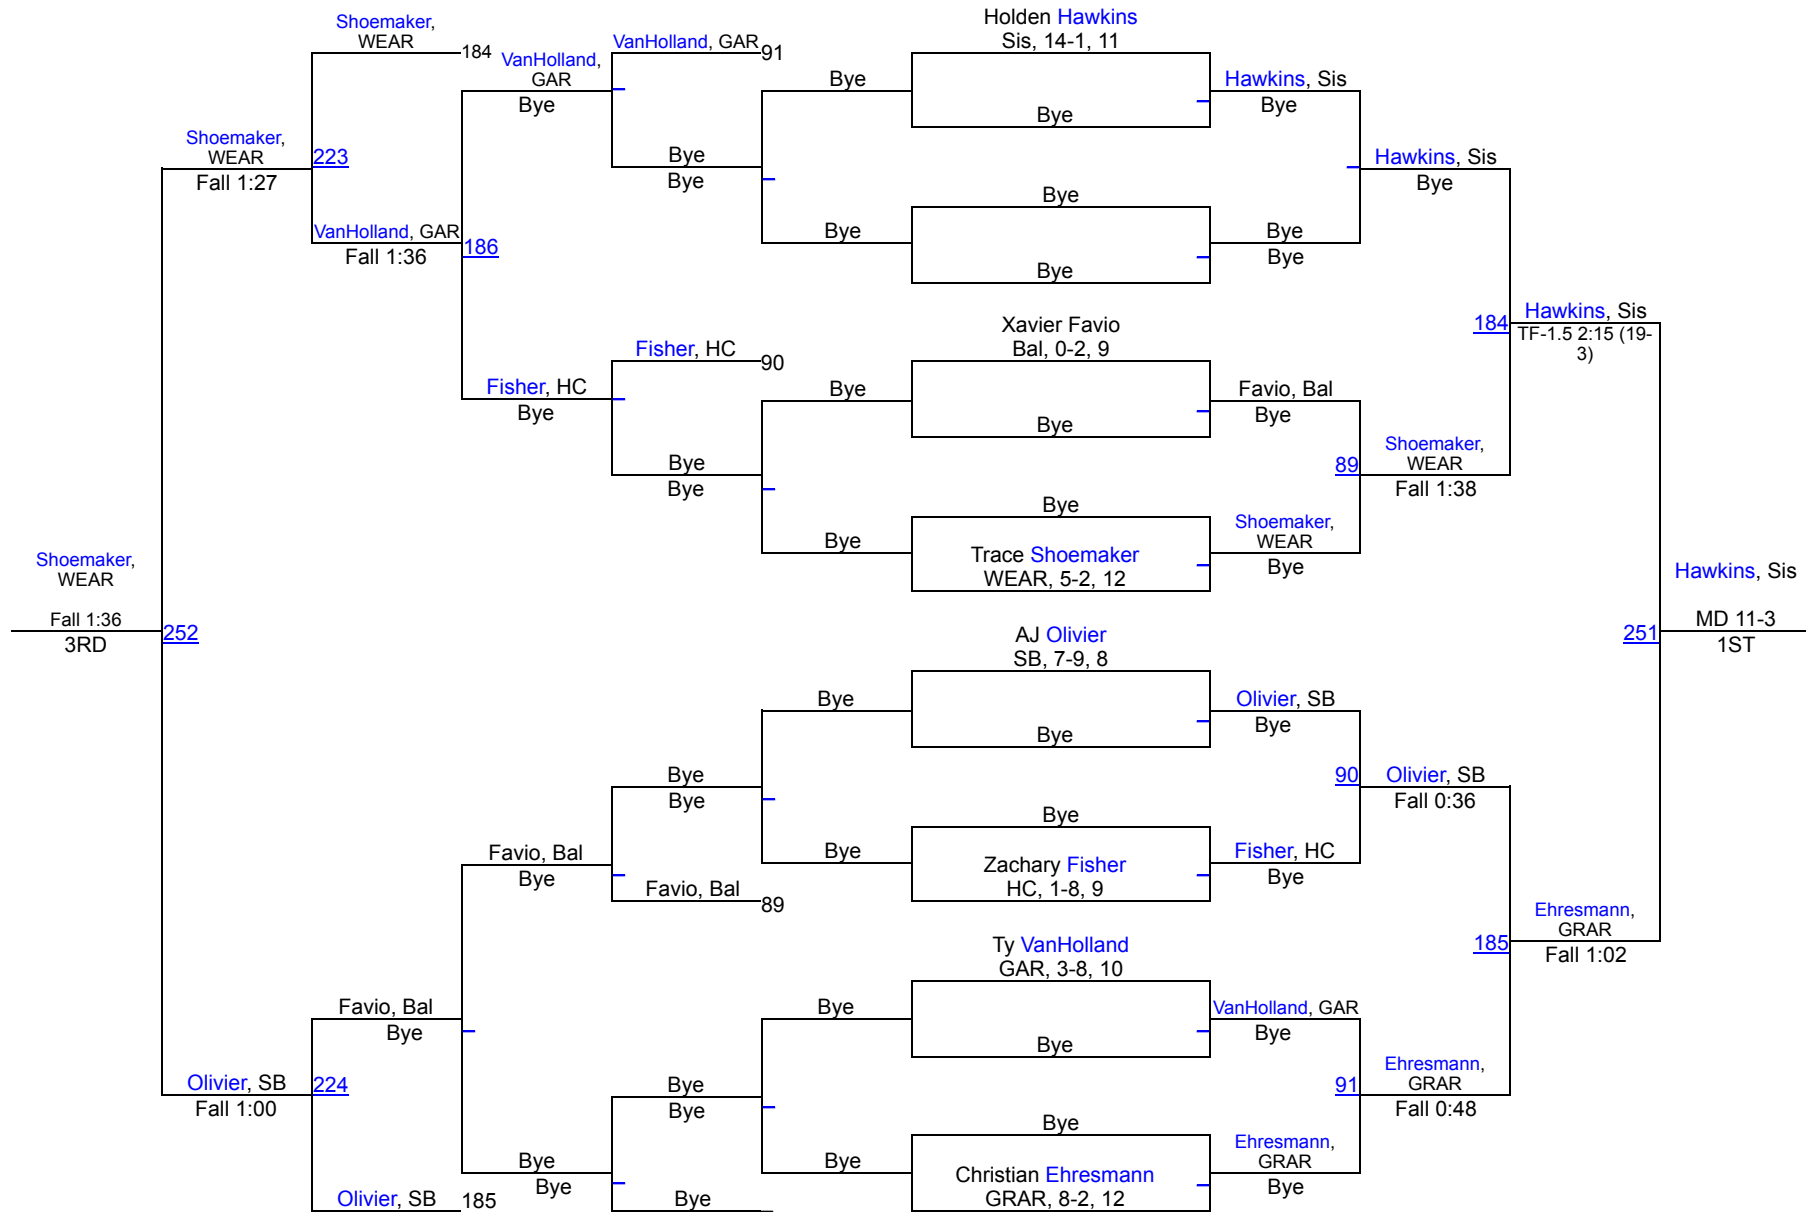 Shoemaker,
WEAR
184
Shoemaker,
WEAR
Fall 1:27
223
VanHolland, GAR
Fall 1:36
186
VanHolland,
GAR
Bye
VanHolland, GAR
91
Bye
Bye
Fisher, HC
Bye
Fisher, HC
90
Bye
Bye
Shoemaker,
WEAR
Fall 1:36
3RD
252
Olivier, SB
Fall 1:00
224
Favio, Bal
Bye
Olivier, SB
185
Favio, Bal
Bye
Bye
Bye
Favio, Bal
89
Bye
Bye
Bye
Bye
Bye
Bye
Bye
Bye
Bye
Bye
Bye
Bye
Bye
Holden Hawkins
Sis, 14-1, 11
Bye
Bye
Bye
Xavier Favio
Bal, 0-2, 9
Bye
Bye
Trace Shoemaker
WEAR, 5-2, 12
AJ Olivier
SB, 7-9, 8
Bye
Bye
Zachary Fisher
HC, 1-8, 9
Ty VanHolland
GAR, 3-8, 10
Bye
Bye
Christian Ehresmann
GRAR, 8-2, 12
Hawkins, Sis
Bye
Bye
Bye
Favio, Bal
Bye
Shoemaker,
WEAR
Bye
Olivier, SB
Bye
Fisher, HC
Bye
VanHolland, GAR
Bye
Ehresmann,
GRAR
Bye
Hawkins, Sis
Bye
89
Shoemaker,
WEAR
Fall 1:38
90
Olivier, SB
Fall 0:36
91
Ehresmann,
GRAR
Fall 0:48
184
Hawkins, Sis
TF-1.5 2:15 (19-
3)
185
Ehresmann,
GRAR
Fall 1:02
251
Hawkins, Sis
MD 11-3
1ST